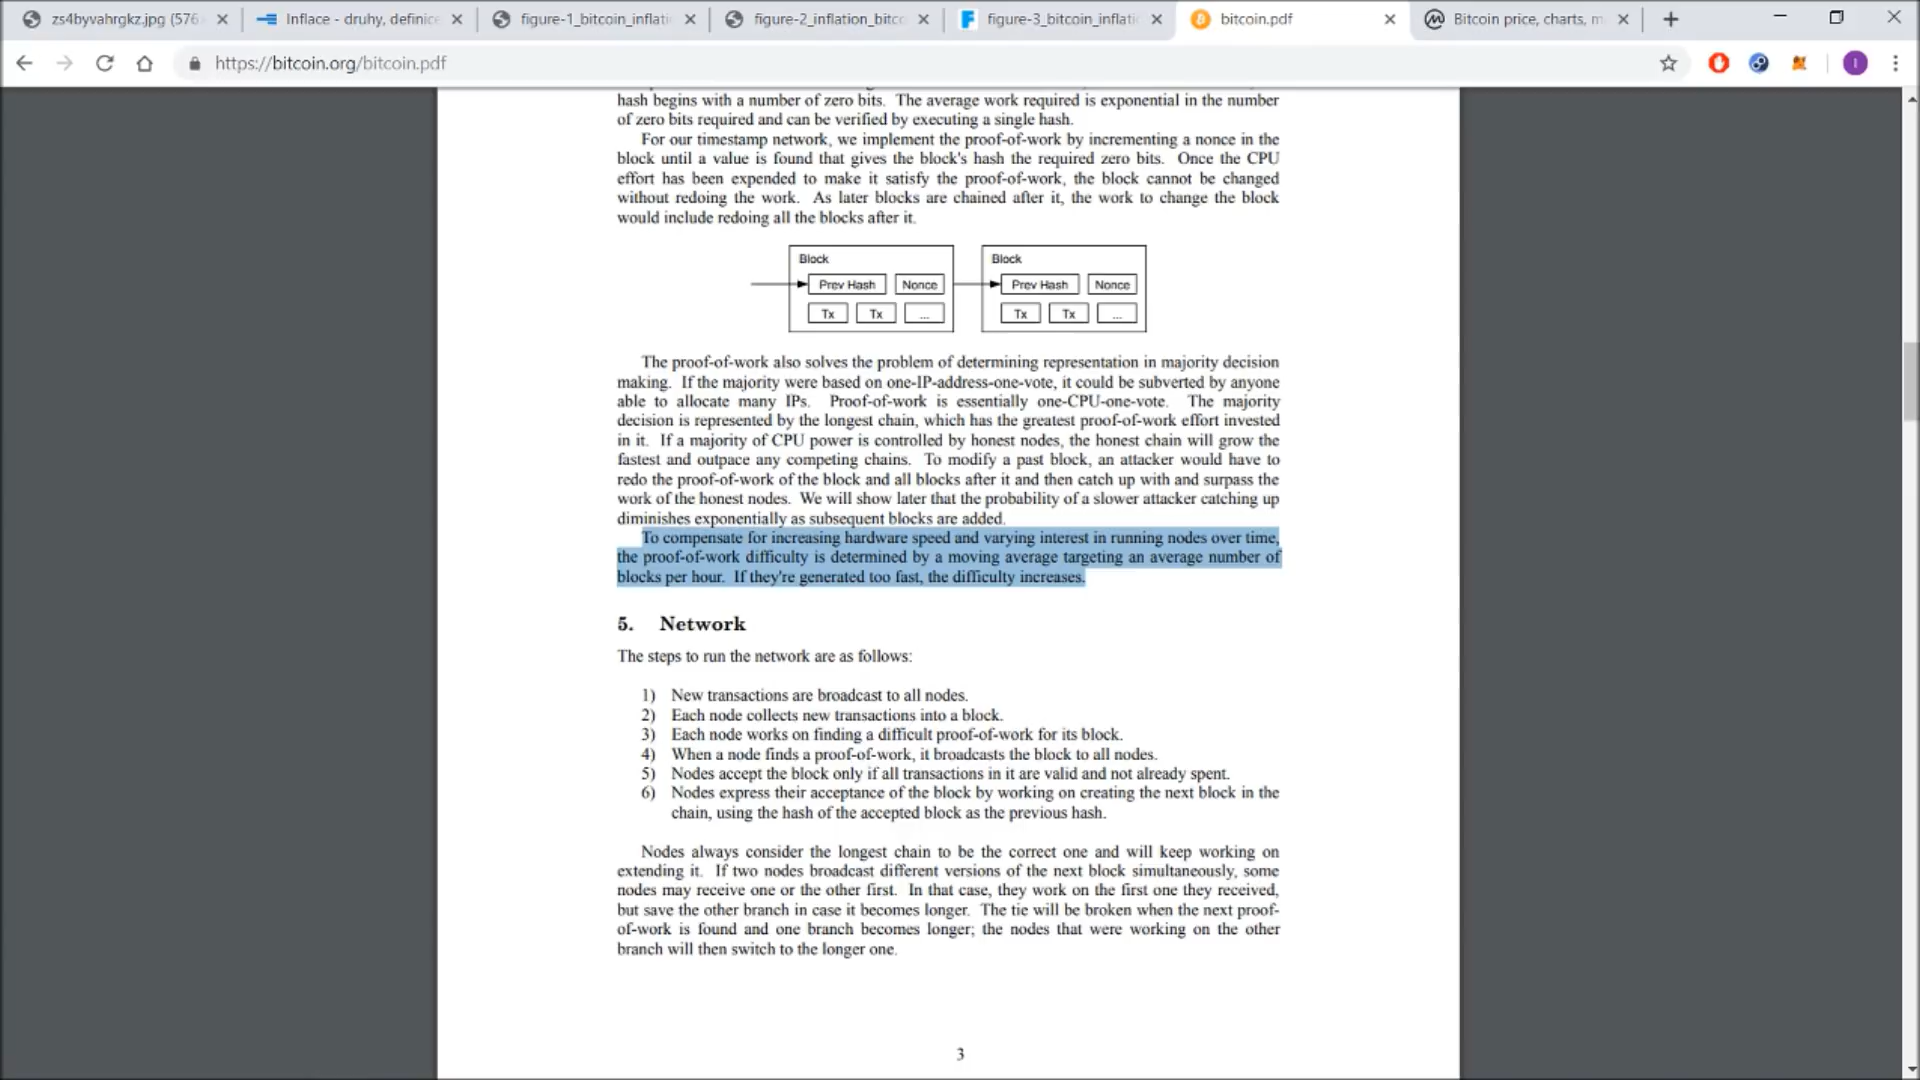 zs4byvahrgkz.jpg (576
Inflace - druhy, definice
figure-1_bitcoin_inflati
figure-2_inflation_bitco
figure-3_bitcoin_inflati
bitcoin.pdf
Bitcoin price, charts, m
https://bitcoin.org/bitcoin.pdf
hash begins with a number of zero bits. The average work required is exponential in the number
of zero bits required and can be verified by executing a single hash.
For our timestamp network, we implement the proof-of-work by incrementing a nonce in the
block until a value is found that gives the block's hash the required zero bits. Once the CPU
effort has been expended to make it satisfy the proof-of-work, the block cannot be changed
without redoing the work. As later blocks are chained after it, the work to change the block
would include redoing all the blocks after it.
Block
Block
Prev Hash Nonce
Prev Hash Nonce
Tx Tx ...
Tx Tx ...
The proof-of-work also solves the problem of determining representation in majority decision
making. If the majority were based on one-IP-address-one-vote, it could be subverted by anyone
able to allocate many IPs. Proof-of-work is essentially one-CPU-one-vote. The majority
decision is represented by the longest chain, which has the greatest proof-of-work effort invested
in it. If a majority of CPU power is controlled by honest nodes, the honest chain will grow the
fastest and outpace any competing chains. To modify a past block, an attacker would have to
redo the proof-of-work of the block and all blocks after it and then catch up with and surpass the
work of the honest nodes. We will show later that the probability of a slower attacker catching up
diminishes exponentially as subsequent blocks are added.
To compensate for increasing hardware speed and varying interest in running nodes over time,
the proof-of-work difficulty is determined by a moving average targeting an average number of
blocks per hour. If they're generated too fast, the difficulty increases.
5. Network
The steps to run the network are as follows:
1) New transactions are broadcast to all nodes.
2) Each node collects new transactions into a block.
3) Each node works on finding a difficult proof-of-work for its block.
4) When a node finds a proof-of-work, it broadcasts the block to all nodes.
5) Nodes accept the block only if all transactions in it are valid and not already spent.
6) Nodes express their acceptance of the block by working on creating the next block in the
chain, using the hash of the accepted block as the previous hash.
Nodes always consider the longest chain to be the correct one and will keep working on
extending it. If two nodes broadcast different versions of the next block simultaneously, some
nodes may receive one or the other first. In that case, they work on the first one they received,
but save the other branch in case it becomes longer. The tie will be broken when the next proof-
of-work is found and one branch becomes longer; the nodes that were working on the other
branch will then switch to the longer one.
3